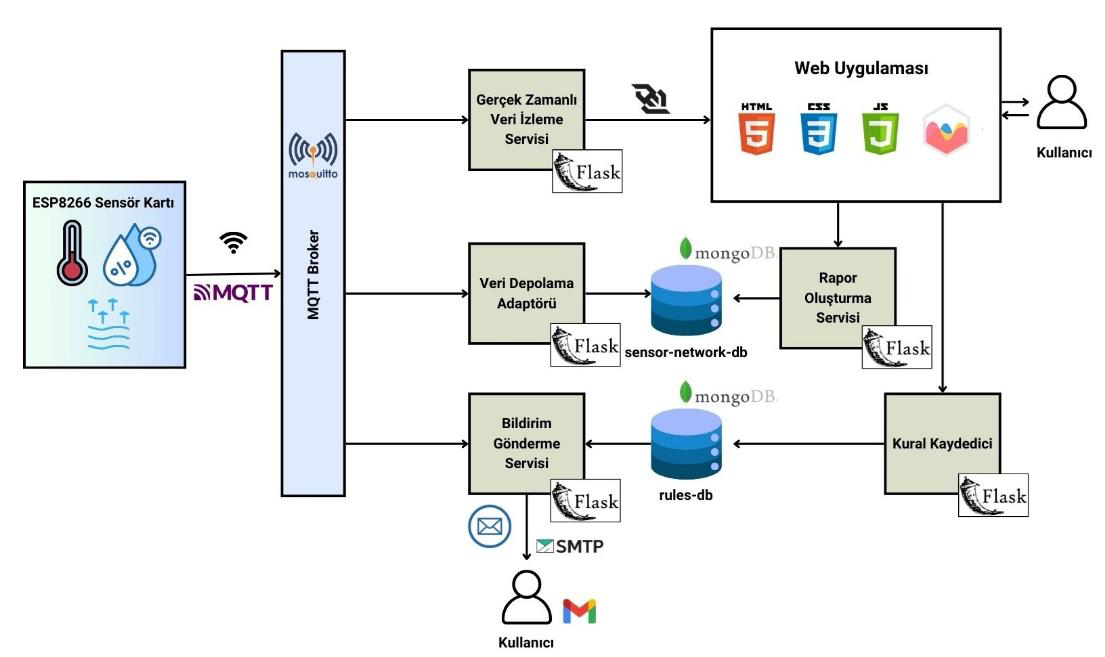 ESP8266 Sensör Kartı
MQTT
mosquitto
MQTT Broker
Gerçek Zamanlı
Veri İzleme
Servisi
Flask
Web Uygulaması
HTML
5
CSS
3
JS
J
Kullanıcı
Veri Depolama
Adaptörü
Flask
mongoDB.
sensor-network-db
Rapor
Oluşturma
Servisi
Flask
Bildirim
Gönderme
Servisi
Flask
mongoDB.
rules-db
Kural Kaydedici
Flask
SMTP
Kullanıcı